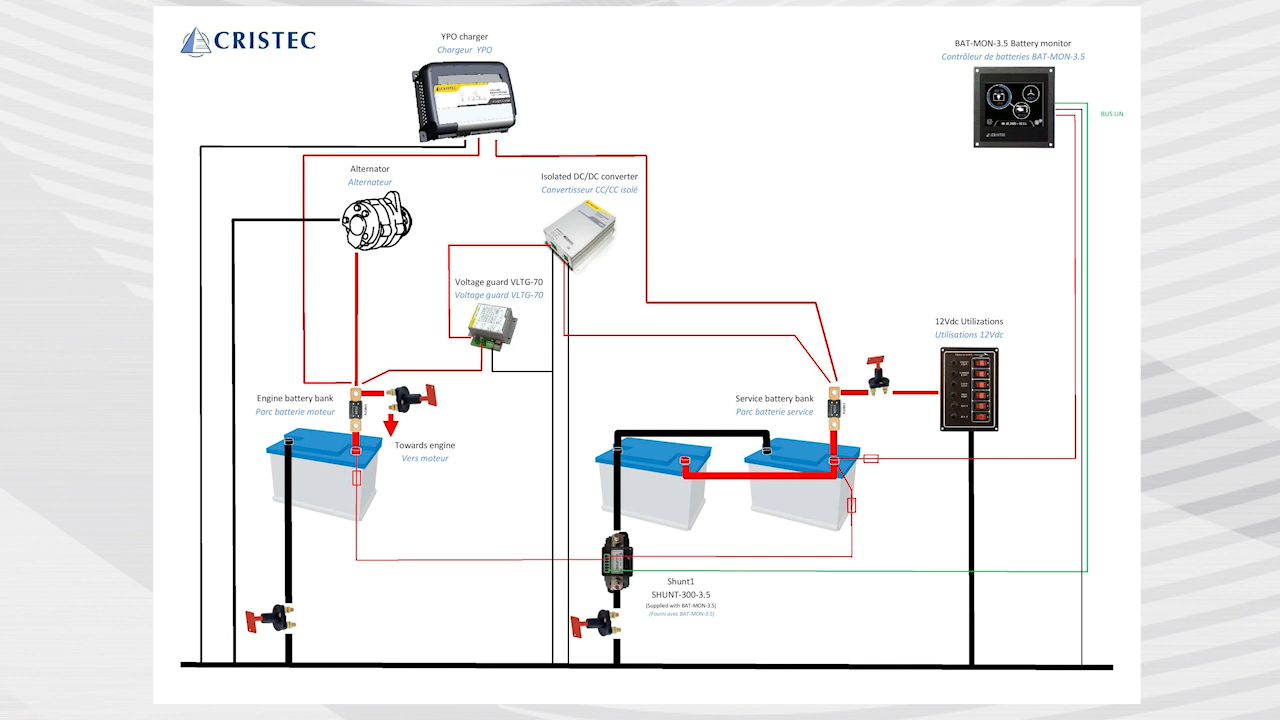 CRISTEC
YPO charger
Chargeur YPO
BAT-MON-3.5 Battery monitor
Contrôleur de batteries BAT-MON-3.5
BUS LIN
CRISTEC
Alternator
Alternateur
Isolated DC/DC converter
Convertisseur CC/CC isolé
Voltage guard VLTG-70
Voltage guard VLTG-70
12Vdc Utilizations
Utilisations 12Vdc
Engine battery bank
Parc batterie moteur
Service battery bank
Parc batterie service
Towards engine
Vers moteur
Shunt1
SHUNT-300-3.5
(Supplied with BAT-MON-3.5)
(Fourni avec BAT-MON-3.5)